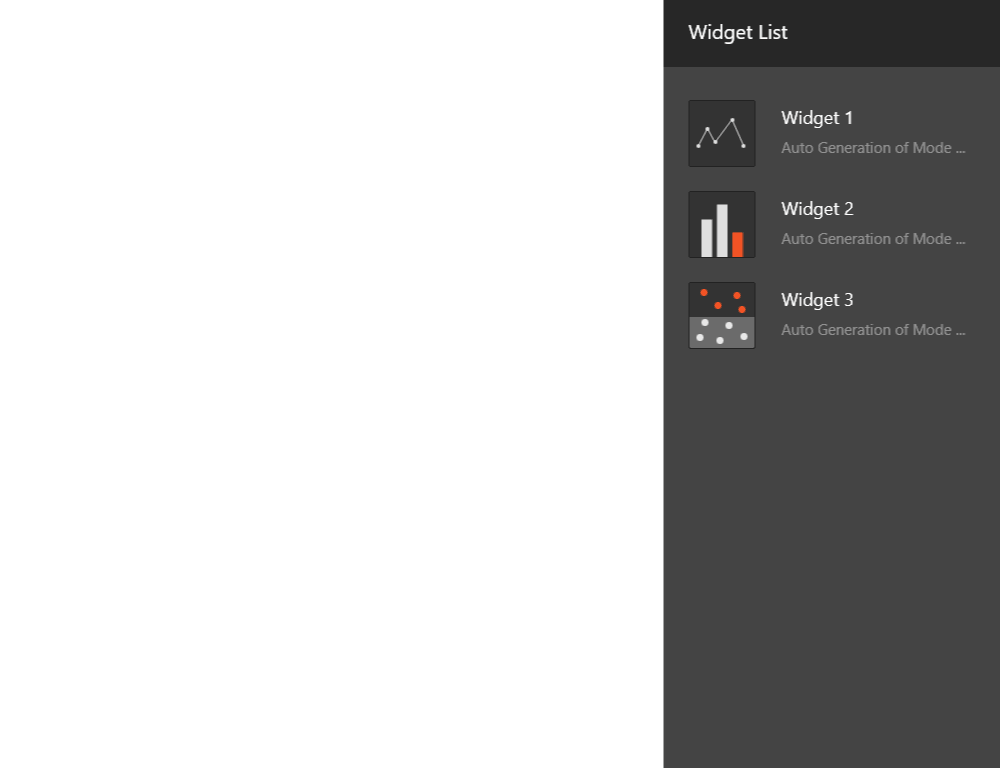 Widget List
Widget 1
Auto Generation of Mode ...
Widget 2
Auto Generation of Mode ...
Widget 3
Auto Generation of Mode ...